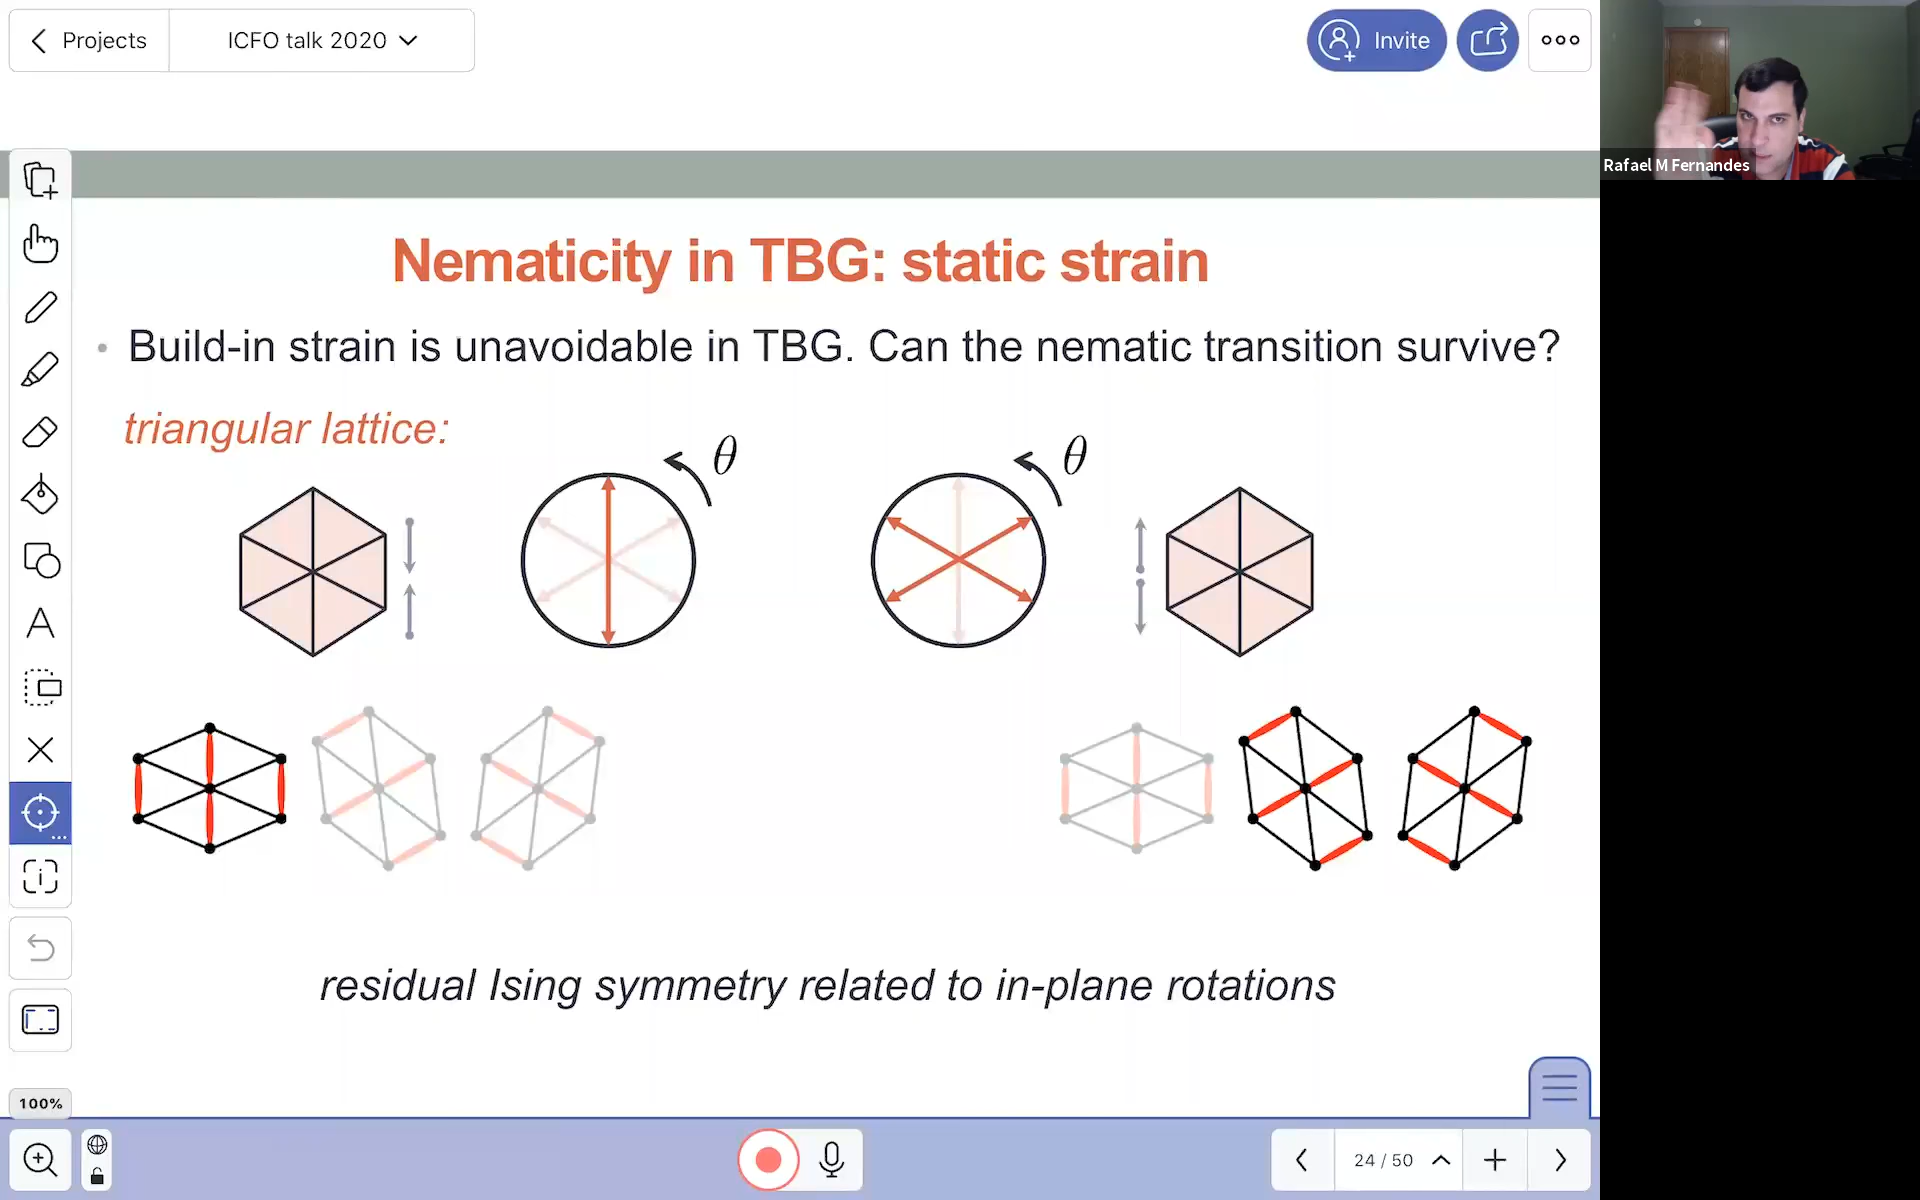 Projects
ICFO talk 2020
Invite
Rafael M Fernandes
Nematicity in TBG: static strain
• Build-in strain is unavoidable in TBG. Can the nematic transition survive?
triangular lattice:
θ
θ
residual Ising symmetry related to in-plane rotations
100%
24 / 50